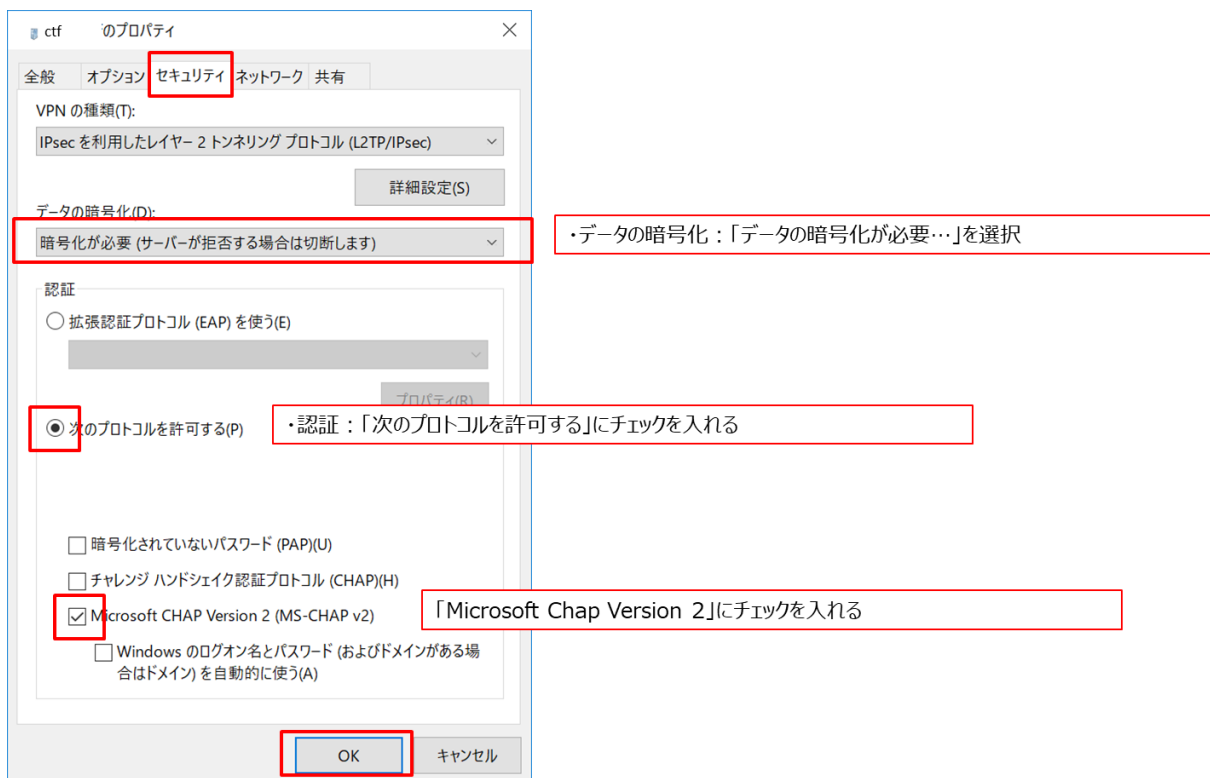 ctf のプロパティ
全般 オプション セキュリティ ネットワーク 共有
VPN の種類(T):
IPsec を利用したレイヤー 2 トンネリング プロトコル (L2TP/IPsec)
詳細設定(S)
データの暗号化(D):
暗号化が必要 (サーバーが拒否する場合は切断します)
・データの暗号化：「データの暗号化が必要…」を選択
認証
拡張認証プロトコル (EAP) を使う(E)
プロパティ(R)
次のプロトコルを許可する(P)
・認証：「次のプロトコルを許可する」にチェックを入れる
暗号化されていないパスワード (PAP)(U)
チャレンジ ハンドシェイク認証プロトコル (CHAP)(H)
Microsoft CHAP Version 2 (MS-CHAP v2)
「Microsoft Chap Version 2」にチェックを入れる
Windows のログオン名とパスワード (およびドメインがある場
合はドメイン) を自動的に使う(A)
OK キャンセル